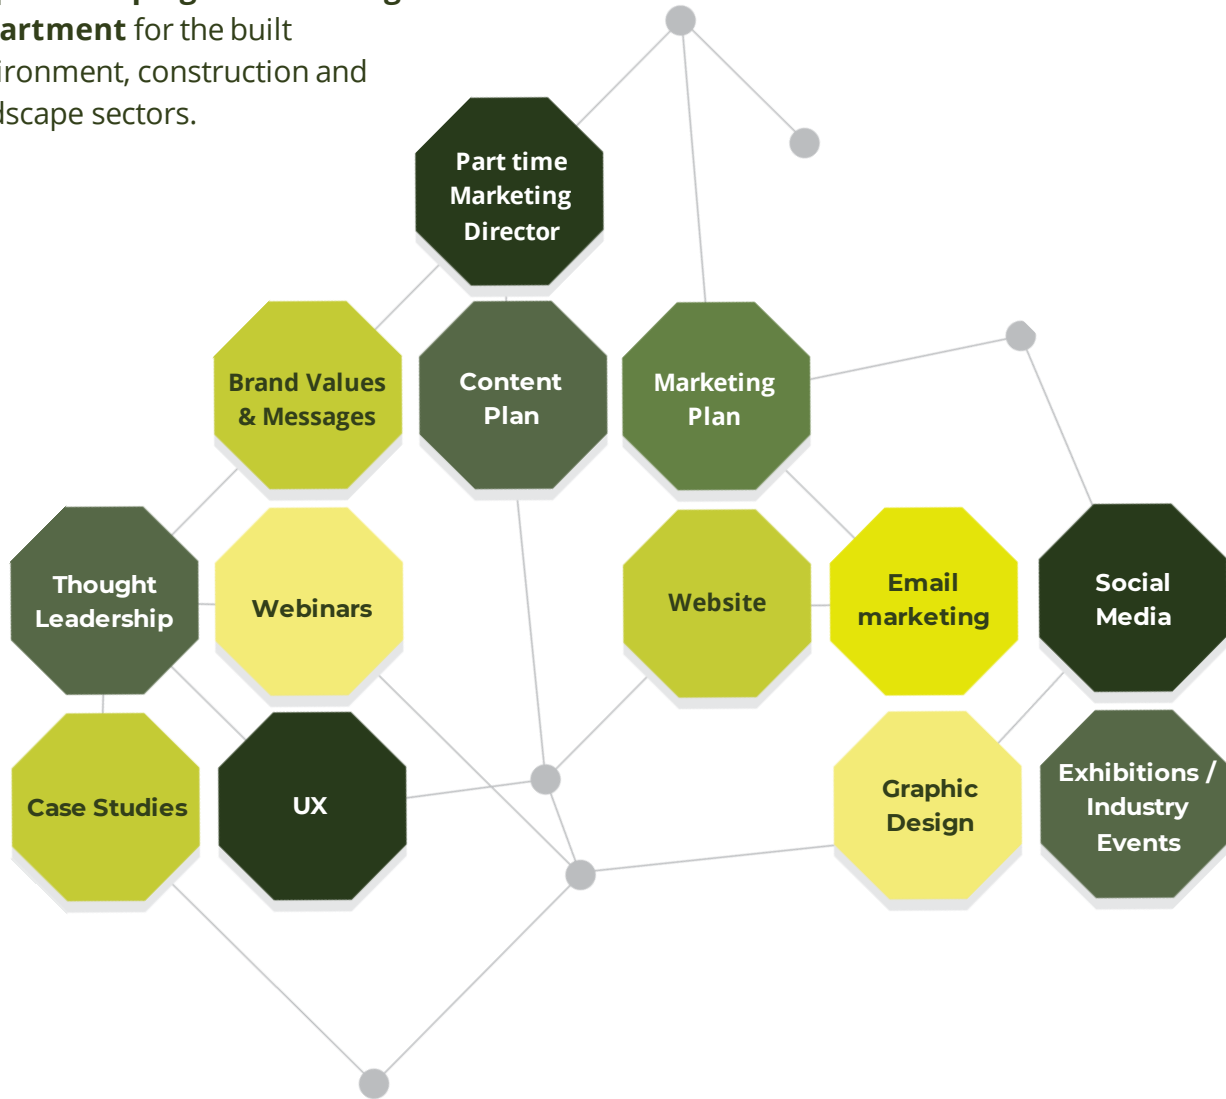 artment for the built
ironment, construction and
dscape sectors.
Part time
Marketing
Director
Brand Values
& Messages
Content
Plan
Marketing
Plan
Thought
Leadership
Webinars
Website
Email
marketing
Social
Media
Case Studies
UX
Graphic
Design
Exhibitions /
Industry
Events